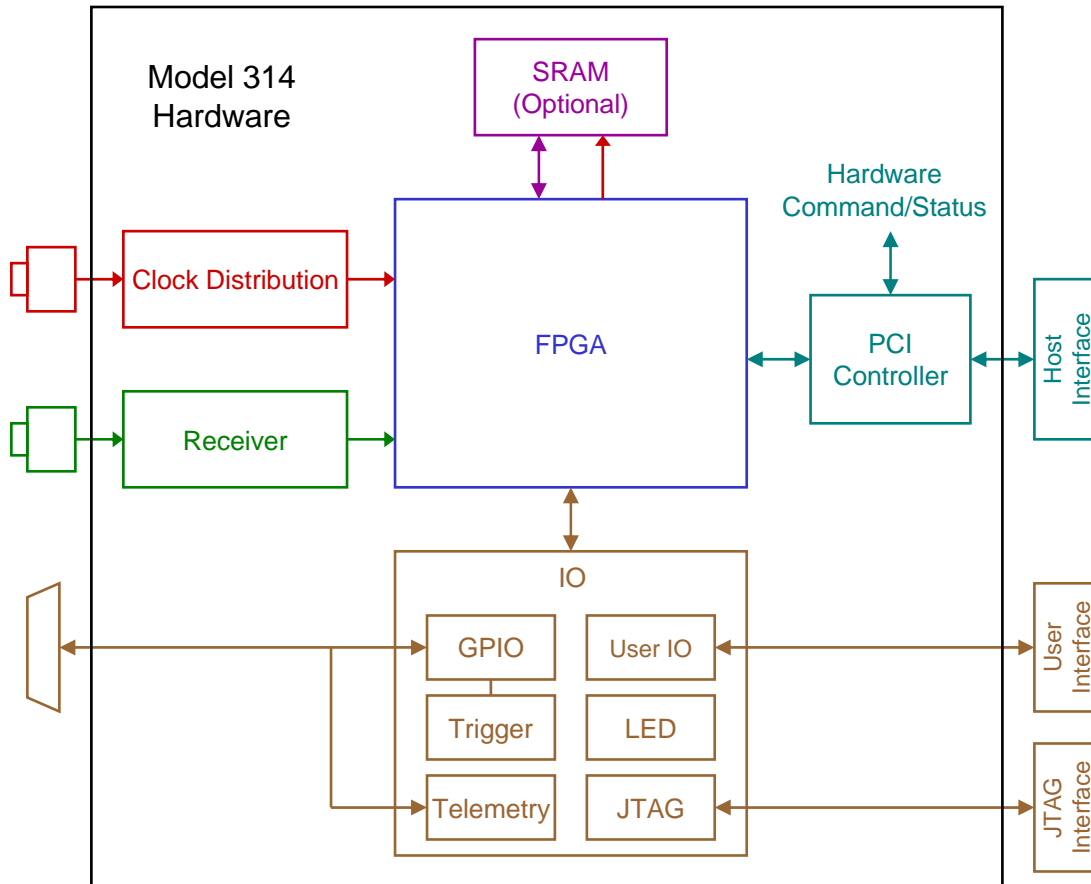 Model 314
Hardware
SRAM
(Optional)
Hardware
Command/Status
Clock Distribution
FPGA
PCI
Controller
Host
Interface
Receiver
IO
GPIO
User IO
User
Interface
Trigger
LED
Telemetry
JTAG
JTAG
Interface